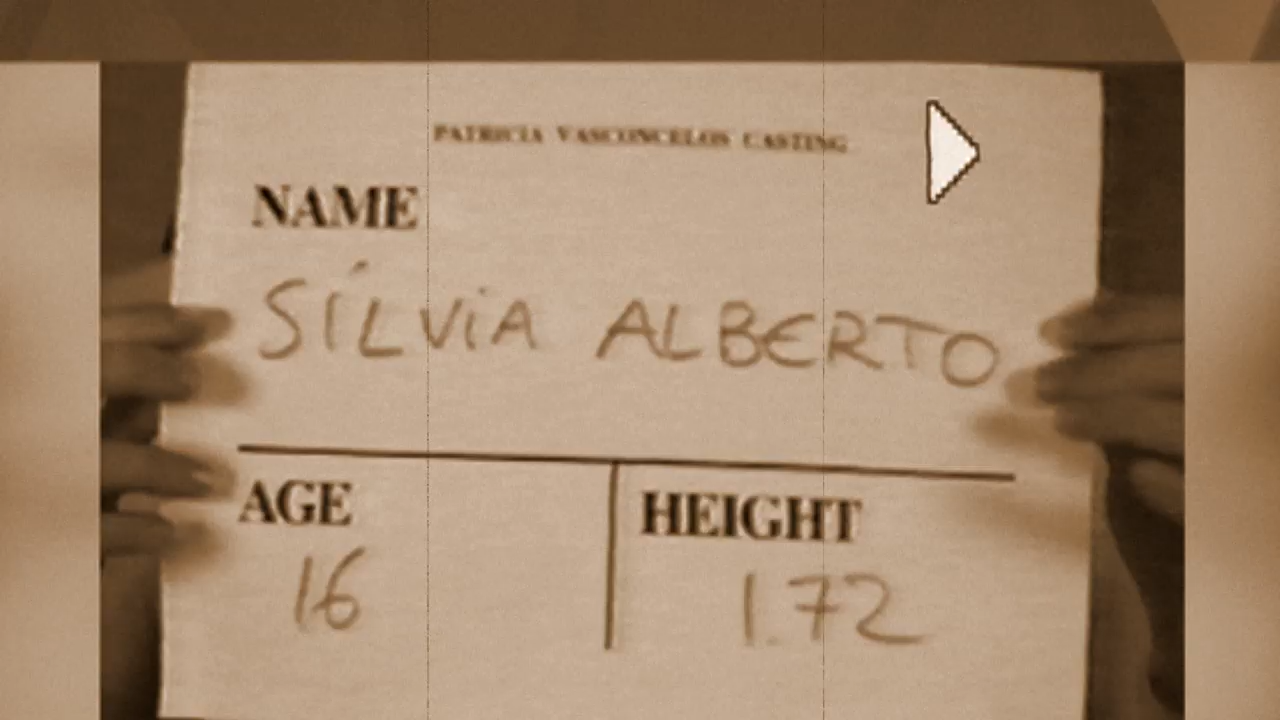 PATRICIA VASCONCELOS CASTING
NAME
SÍLViA ALBERTO
AGE
HEIGHT
16
1.72